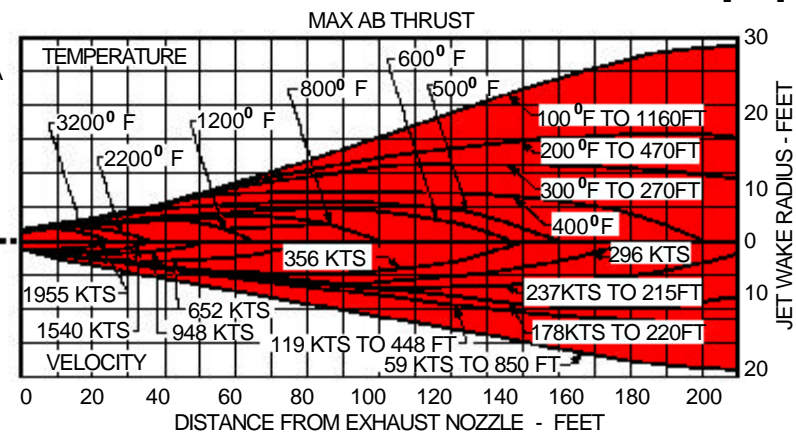 MAX AB THRUST
TEMPERATURE
600⁰ F
800⁰ F
500⁰ F
3200⁰ F
1200⁰ F
2200⁰ F
100⁰F TO 1160FT
200⁰F TO 470FT
300⁰F TO 270FT
400⁰F
356 KTS
296 KTS
1955 KTS
652 KTS
237KTS TO 215FT
1540 KTS
948 KTS
119 KTS TO 448 FT
178KTS TO 220FT
VELOCITY
59 KTS TO 850 FT
30
20
10
0
10
20
JET WAKE RADIUS - FEET
0 20 40 60 80 100 120 140 160 180 200
DISTANCE FROM EXHAUST NOZZLE - FEET